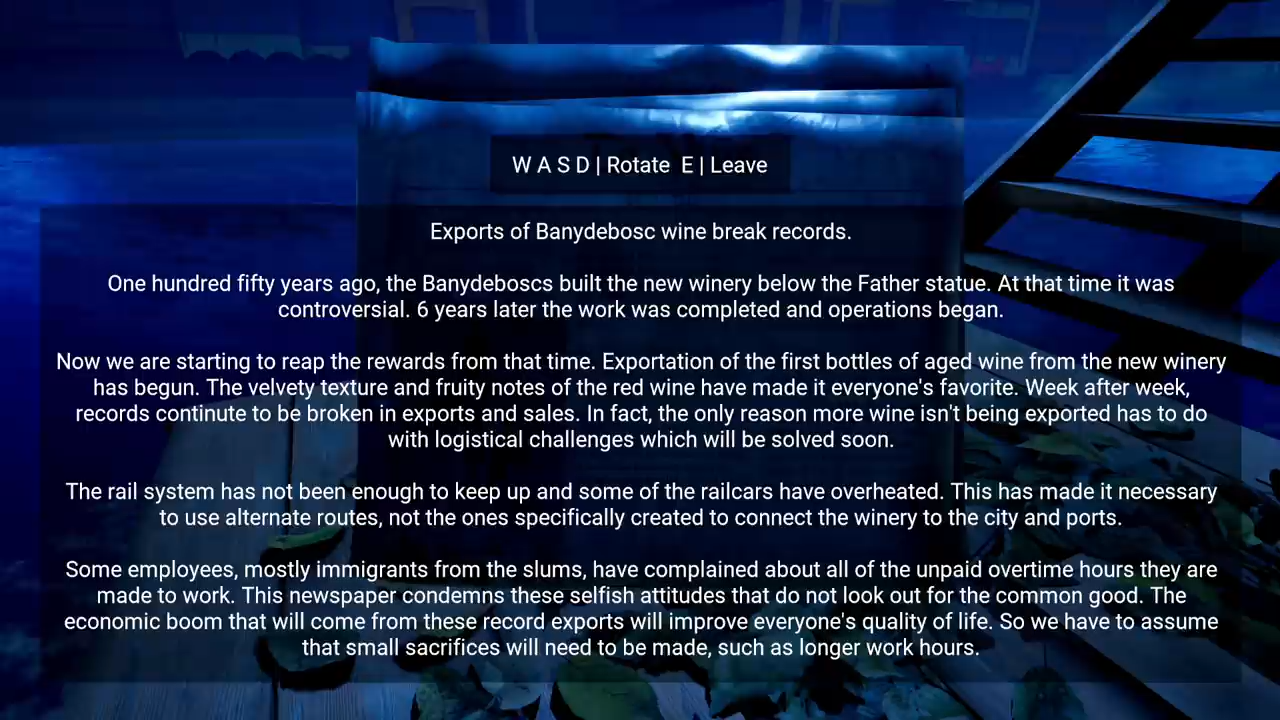 W A S D | Rotate  E | Leave
Exports of Banydebosc wine break records.
One hundred fifty years ago, the Banydeboscs built the new winery below the Father statue. At that time it was
controversial. 6 years later the work was completed and operations began.
Now we are starting to reap the rewards from that time. Exportation of the first bottles of aged wine from the new winery
has begun. The velvety texture and fruity notes of the red wine have made it everyone's favorite. Week after week,
records continute to be broken in exports and sales. In fact, the only reason more wine isn't being exported has to do
with logistical challenges which will be solved soon.
The rail system has not been enough to keep up and some of the railcars have overheated. This has made it necessary
to use alternate routes, not the ones specifically created to connect the winery to the city and ports.
Some employees, mostly immigrants from the slums, have complained about all of the unpaid overtime hours they are
made to work. This newspaper condemns these selfish attitudes that do not look out for the common good. The
economic boom that will come from these record exports will improve everyone's quality of life. So we have to assume
that small sacrifices will need to be made, such as longer work hours.